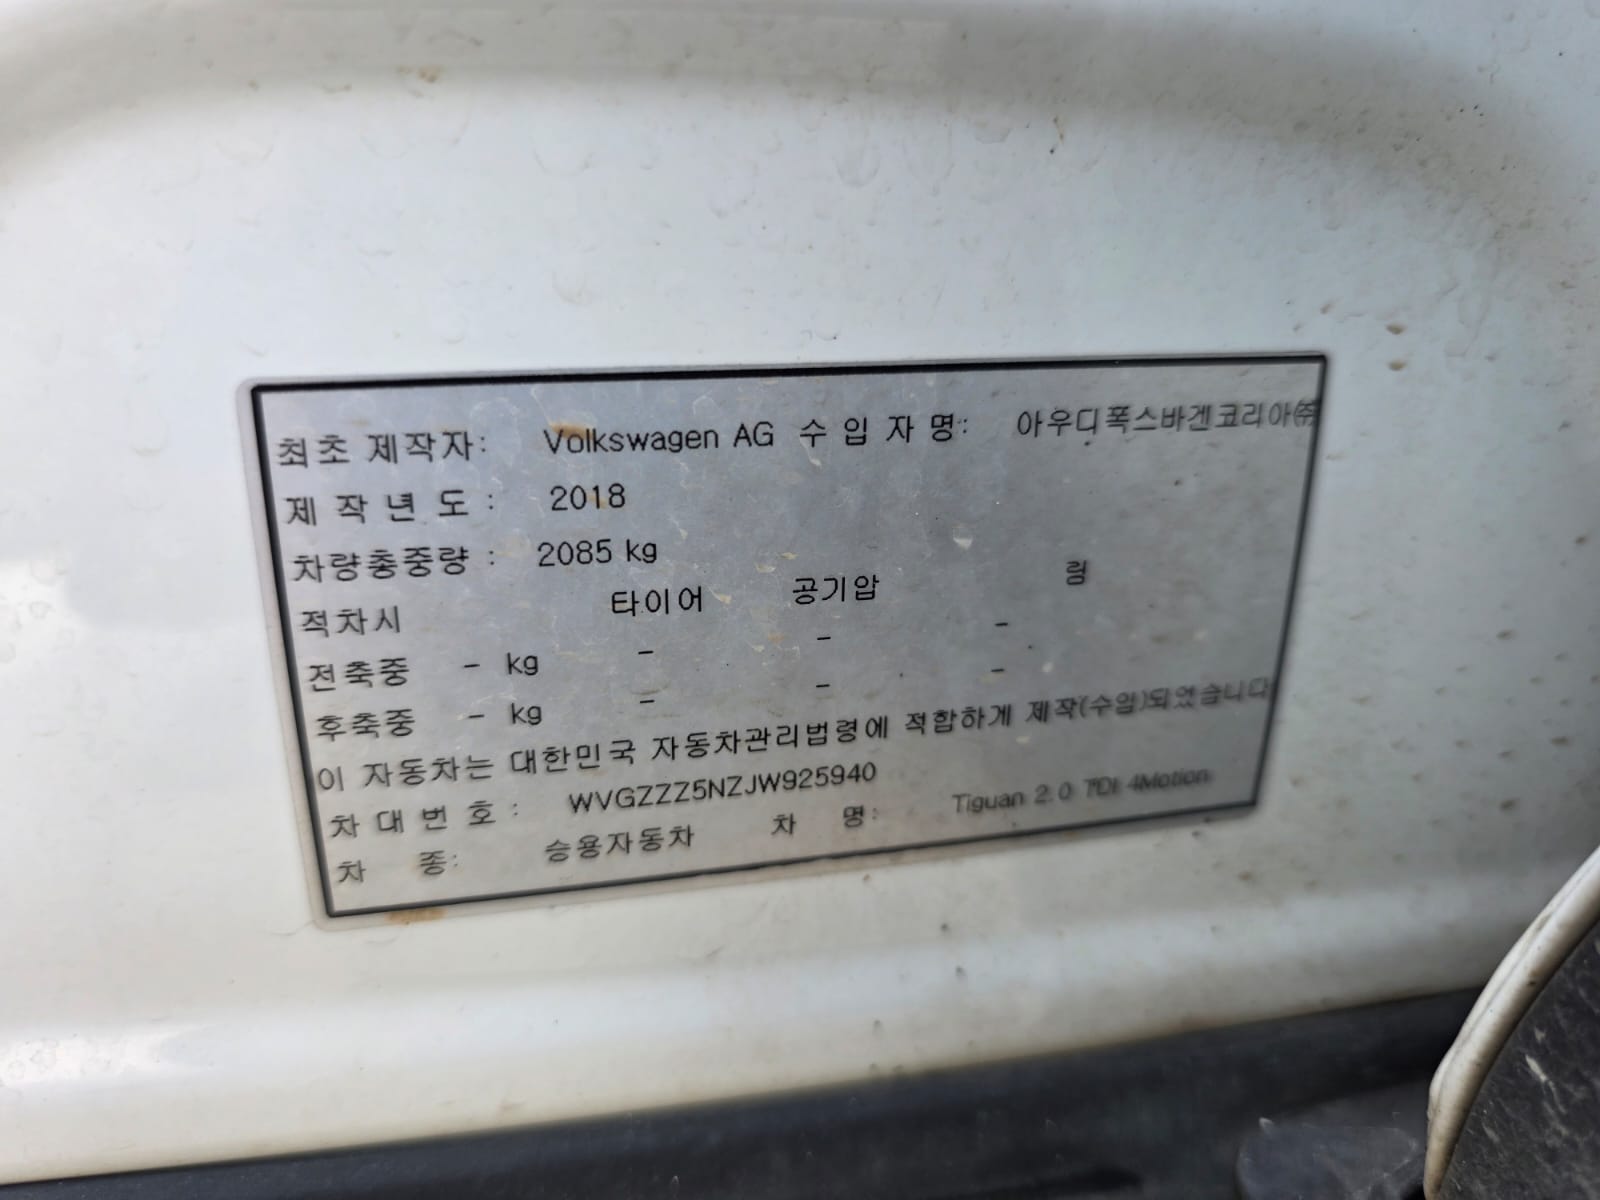 최초 제작자: Volkswagen AG 수 입 자 명: 아우디폭스바겐코리아㈜
제 작 년 도 : 2018
차량총중량 : 2085 kg
적차시 타이어 공기압 림
전축중 - kg - - -
후축중 - kg - - -
이 자동차는 대한민국 자동차관리법령에 적합하게 제작(수입)되었습니다
차 대 번 호 : WVGZZZ5NZJW925940
차 종: 승용자동차 차 명: Tiguan 2.0 TDI 4Motion